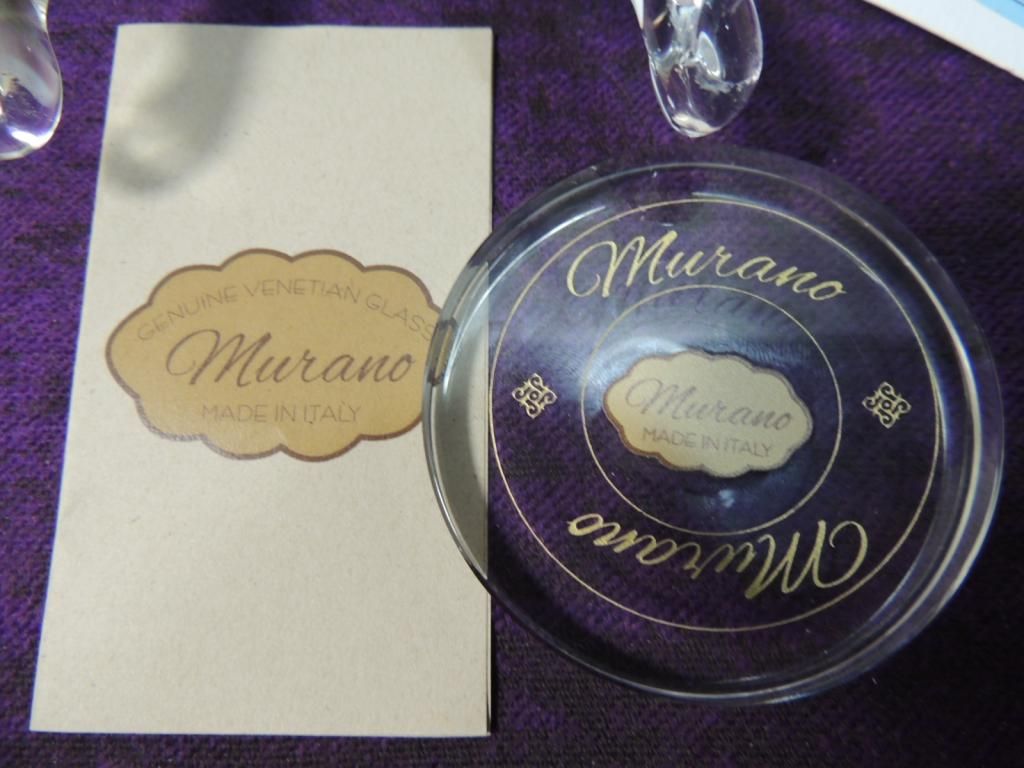 GENUINE VENETIAN GLASS
Murano
MADE IN ITALY
Murano
Murano
MADE IN ITALY
Murano